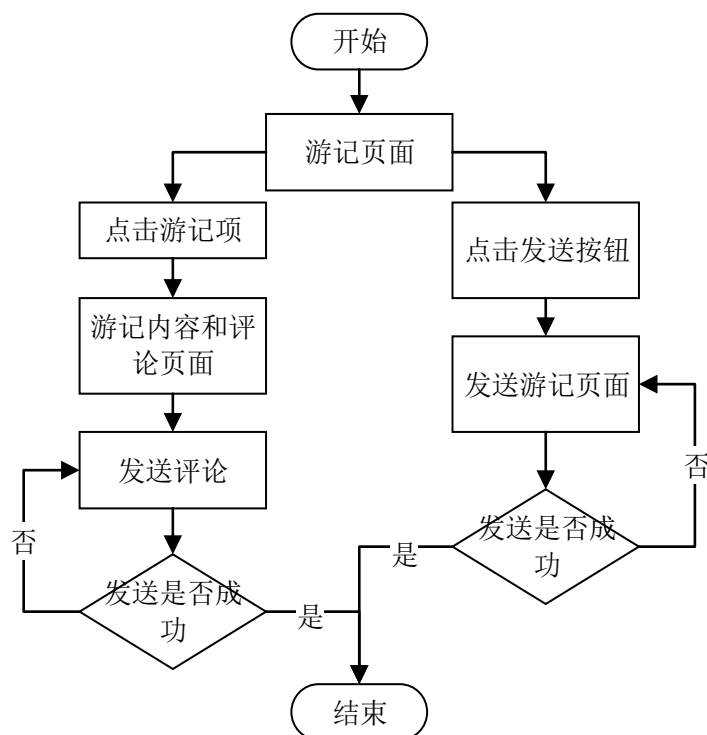 开始
游记页面
点击游记项
点击发送按钮
游记内容和评
论页面
发送游记页面
发送评论
否
发送是否成
功
是
否
发送是否成
功
是
结束